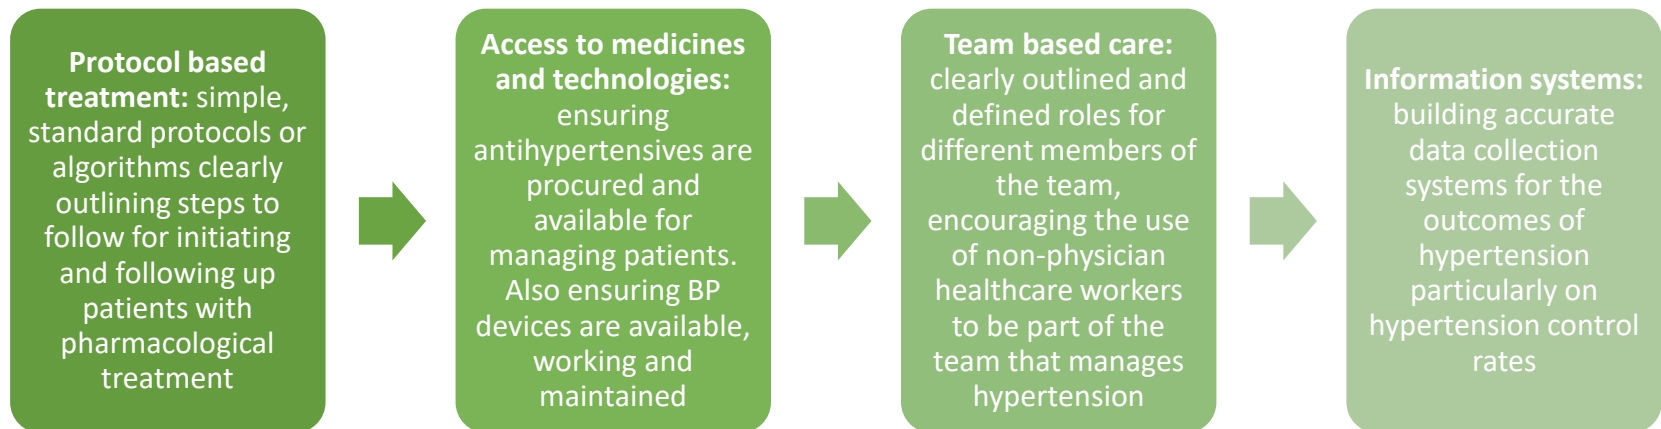 Protocol based
treatment: simple,
standard protocols or
algorithms clearly
outlining steps to
follow for initiating
and following up
patients with
pharmacological
treatment
Access to medicines
and technologies:
ensuring
antihypertensives are
procured and
available for
managing patients.
Also ensuring BP
devices are available,
working and
maintained
Team based care:
clearly outlined and
defined roles for
different members of
the team,
encouraging the use
of non-physician
healthcare workers
to be part of the
team that manages
hypertension
Information systems:
building accurate
data collection
systems for the
outcomes of
hypertension
particularly on
hypertension control
rates